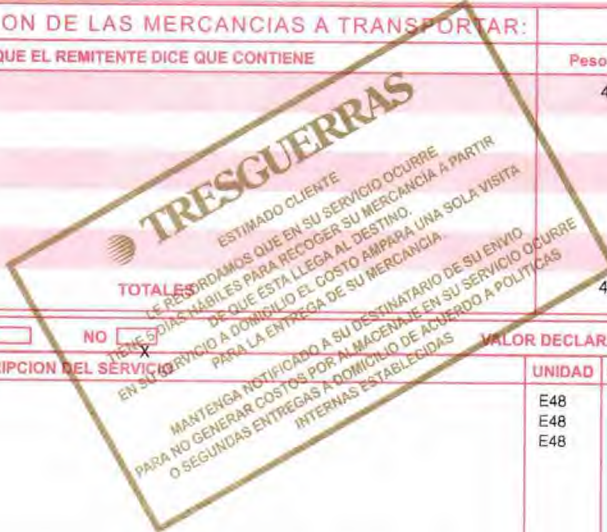 ON DE LAS MERCANCIAS A TRANSPORTAR:
QUE EL REMITENTE DICE QUE CONTIENE
Peso
4
TRESGUERRAS
ESTIMADO CLIENTE
LE RECORDAMOS QUE EN SU SERVICIO OCURRE
TIENE 5 DÍAS HÁBILES PARA RECOGER SU MERCANCÍA A PARTIR
DE QUE ÉSTA LLEGA AL DESTINO.
EN SU SERVICIO A DOMICILIO EL COSTO AMPARA UNA SOLA VISITA
PARA LA ENTREGA DE SU MERCANCIA.
MANTENGA NOTIFICADO A SU DESTINATARIO DE SU ENVIO
PARA NO GENERAR COSTOS POR ALMACENAJE EN SU SERVICIO OCURRE
O SEGUNDAS ENTREGAS A DOMICILIO DE ACUERDO A POLITICAS
INTERNAS ESTABLECIDAS
TOTALES
4
NO
X
VALOR DECLAR
IPCION DEL SERVICIO
UNIDAD
E48
E48
E48